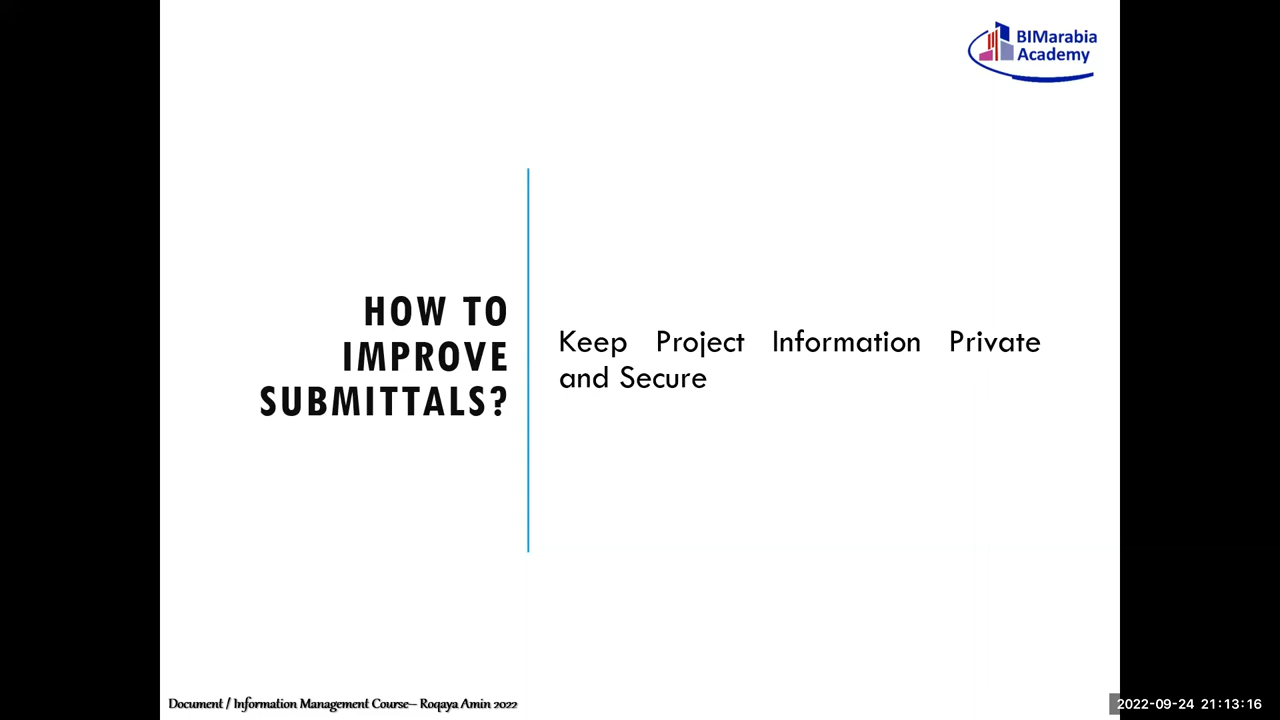 BIMarabia
Academy
HOW TO
IMPROVE
SUBMITTALS?
Keep Project Information Private
and Secure
Document / Information Management Course– Roqaya Amin 2022
2022-09-24 21:13:16